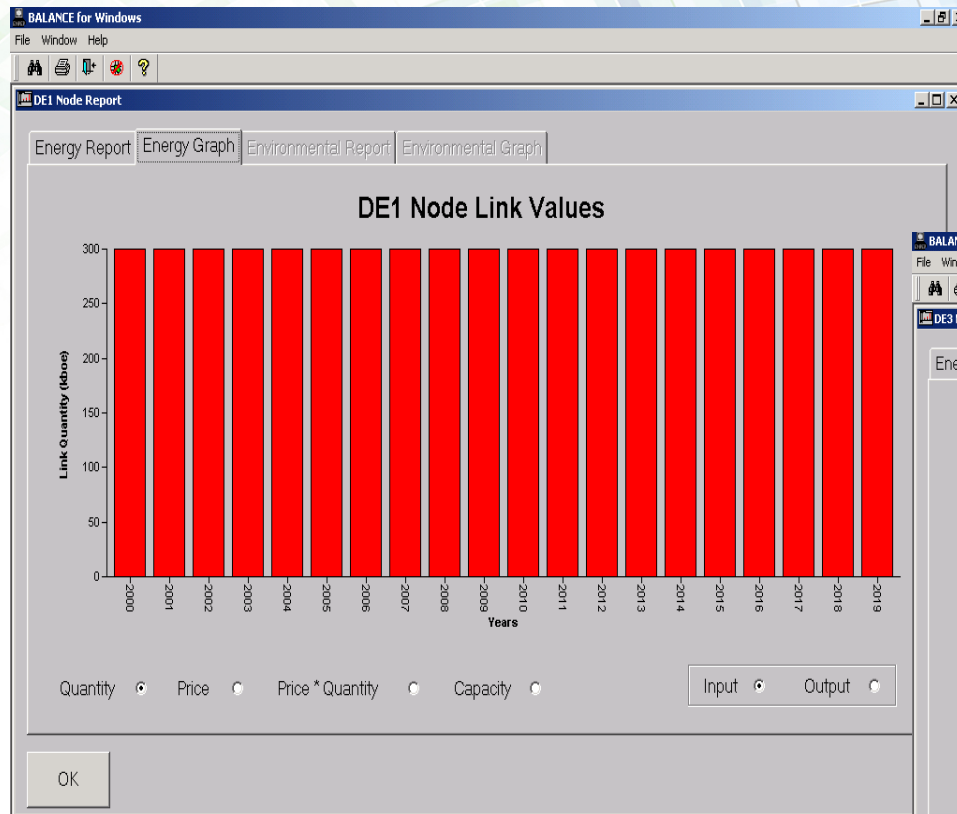 BALANCE for Windows
File Window Help
DE1 Node Report
Energy Report Energy Graph Environmental Report Environmental Graph
DE1 Node Link Values
Link Quantity (kboe)
300
250
200
150
100
50
0
2000 2001 2002 2003 2004 2005 2006 2007 2008 2009 2010 2011 2012 2013 2014 2015 2016 2017 2018 2019
Years
Quantity Price Price * Quantity Capacity Input Output
OK
BALAN
File Win
DE3
Ene